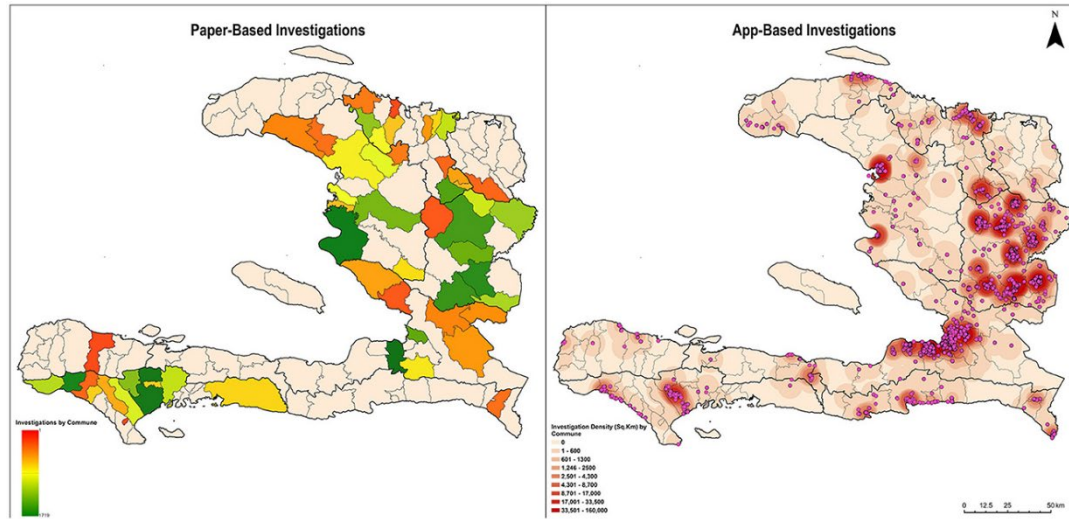 Paper-Based Investigations
Investigations by Commune
1
1719
App-Based Investigations
N
Investigation Density (Sq.Km) by
Commune
0
1 - 600
601 - 1300
1,246 - 2500
2,501 - 4,300
4.301 - 8,700
8,701 - 17,000
17,001 - 33,500
33,501 - 160,000
0 12.5 25 50 km